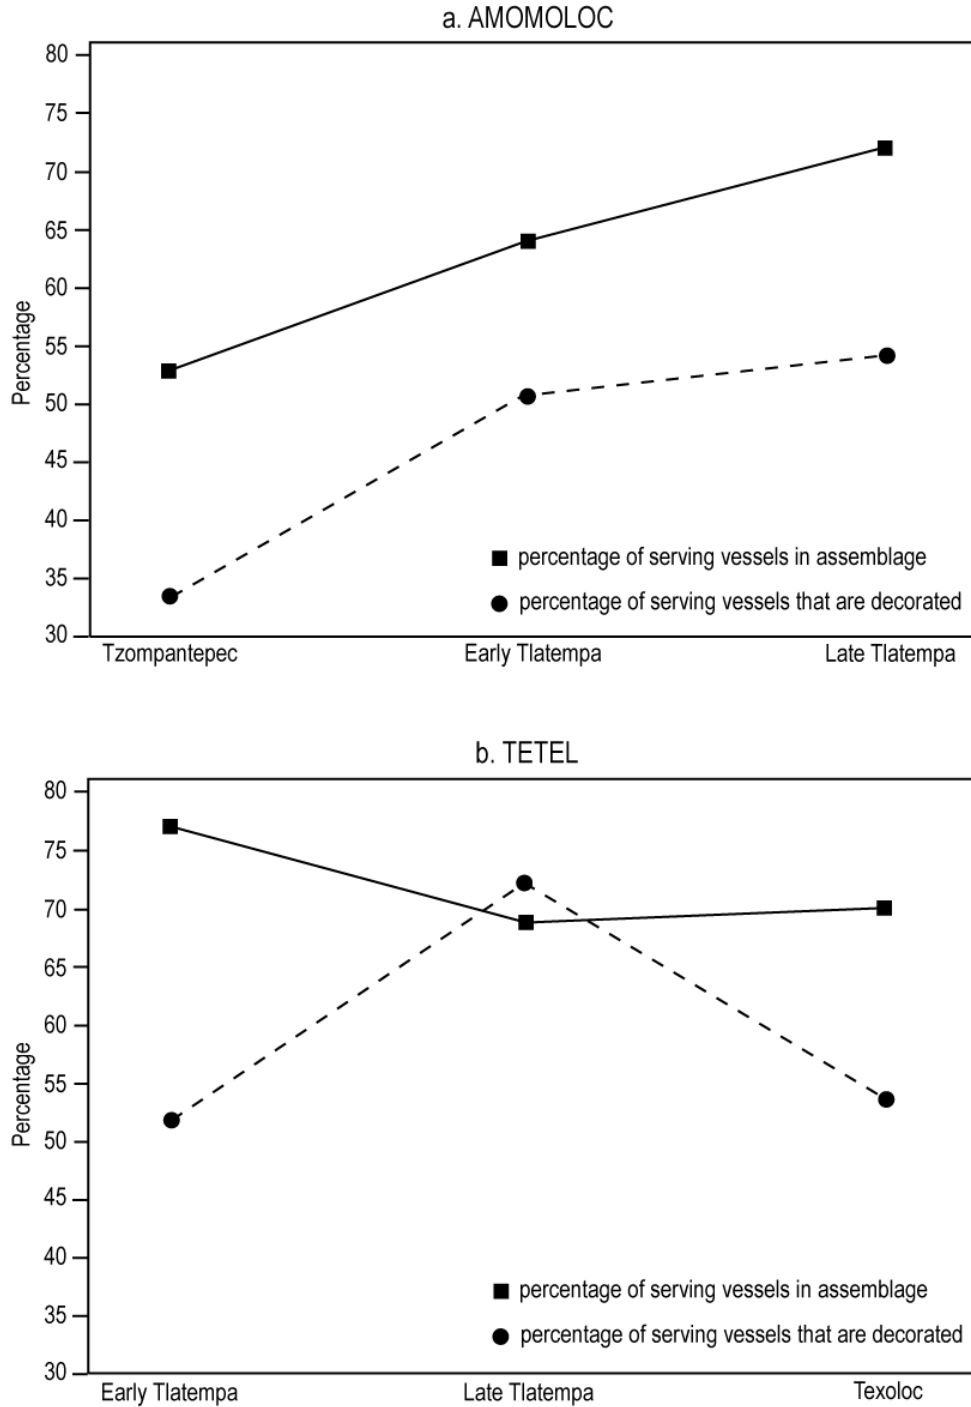 a. AMOMOLOC
80
75
70
65
60
55
50
45
40
35
30
Percentage
percentage of serving vessels in assemblage
percentage of serving vessels that are decorated
Tzompantepec
Early Tlatempa
Late Tlatempa
b. TETEL
80
75
70
65
60
55
50
45
40
35
30
Percentage
percentage of serving vessels in assemblage
percentage of serving vessels that are decorated
Early Tlatempa
Late Tlatempa
Texoloc